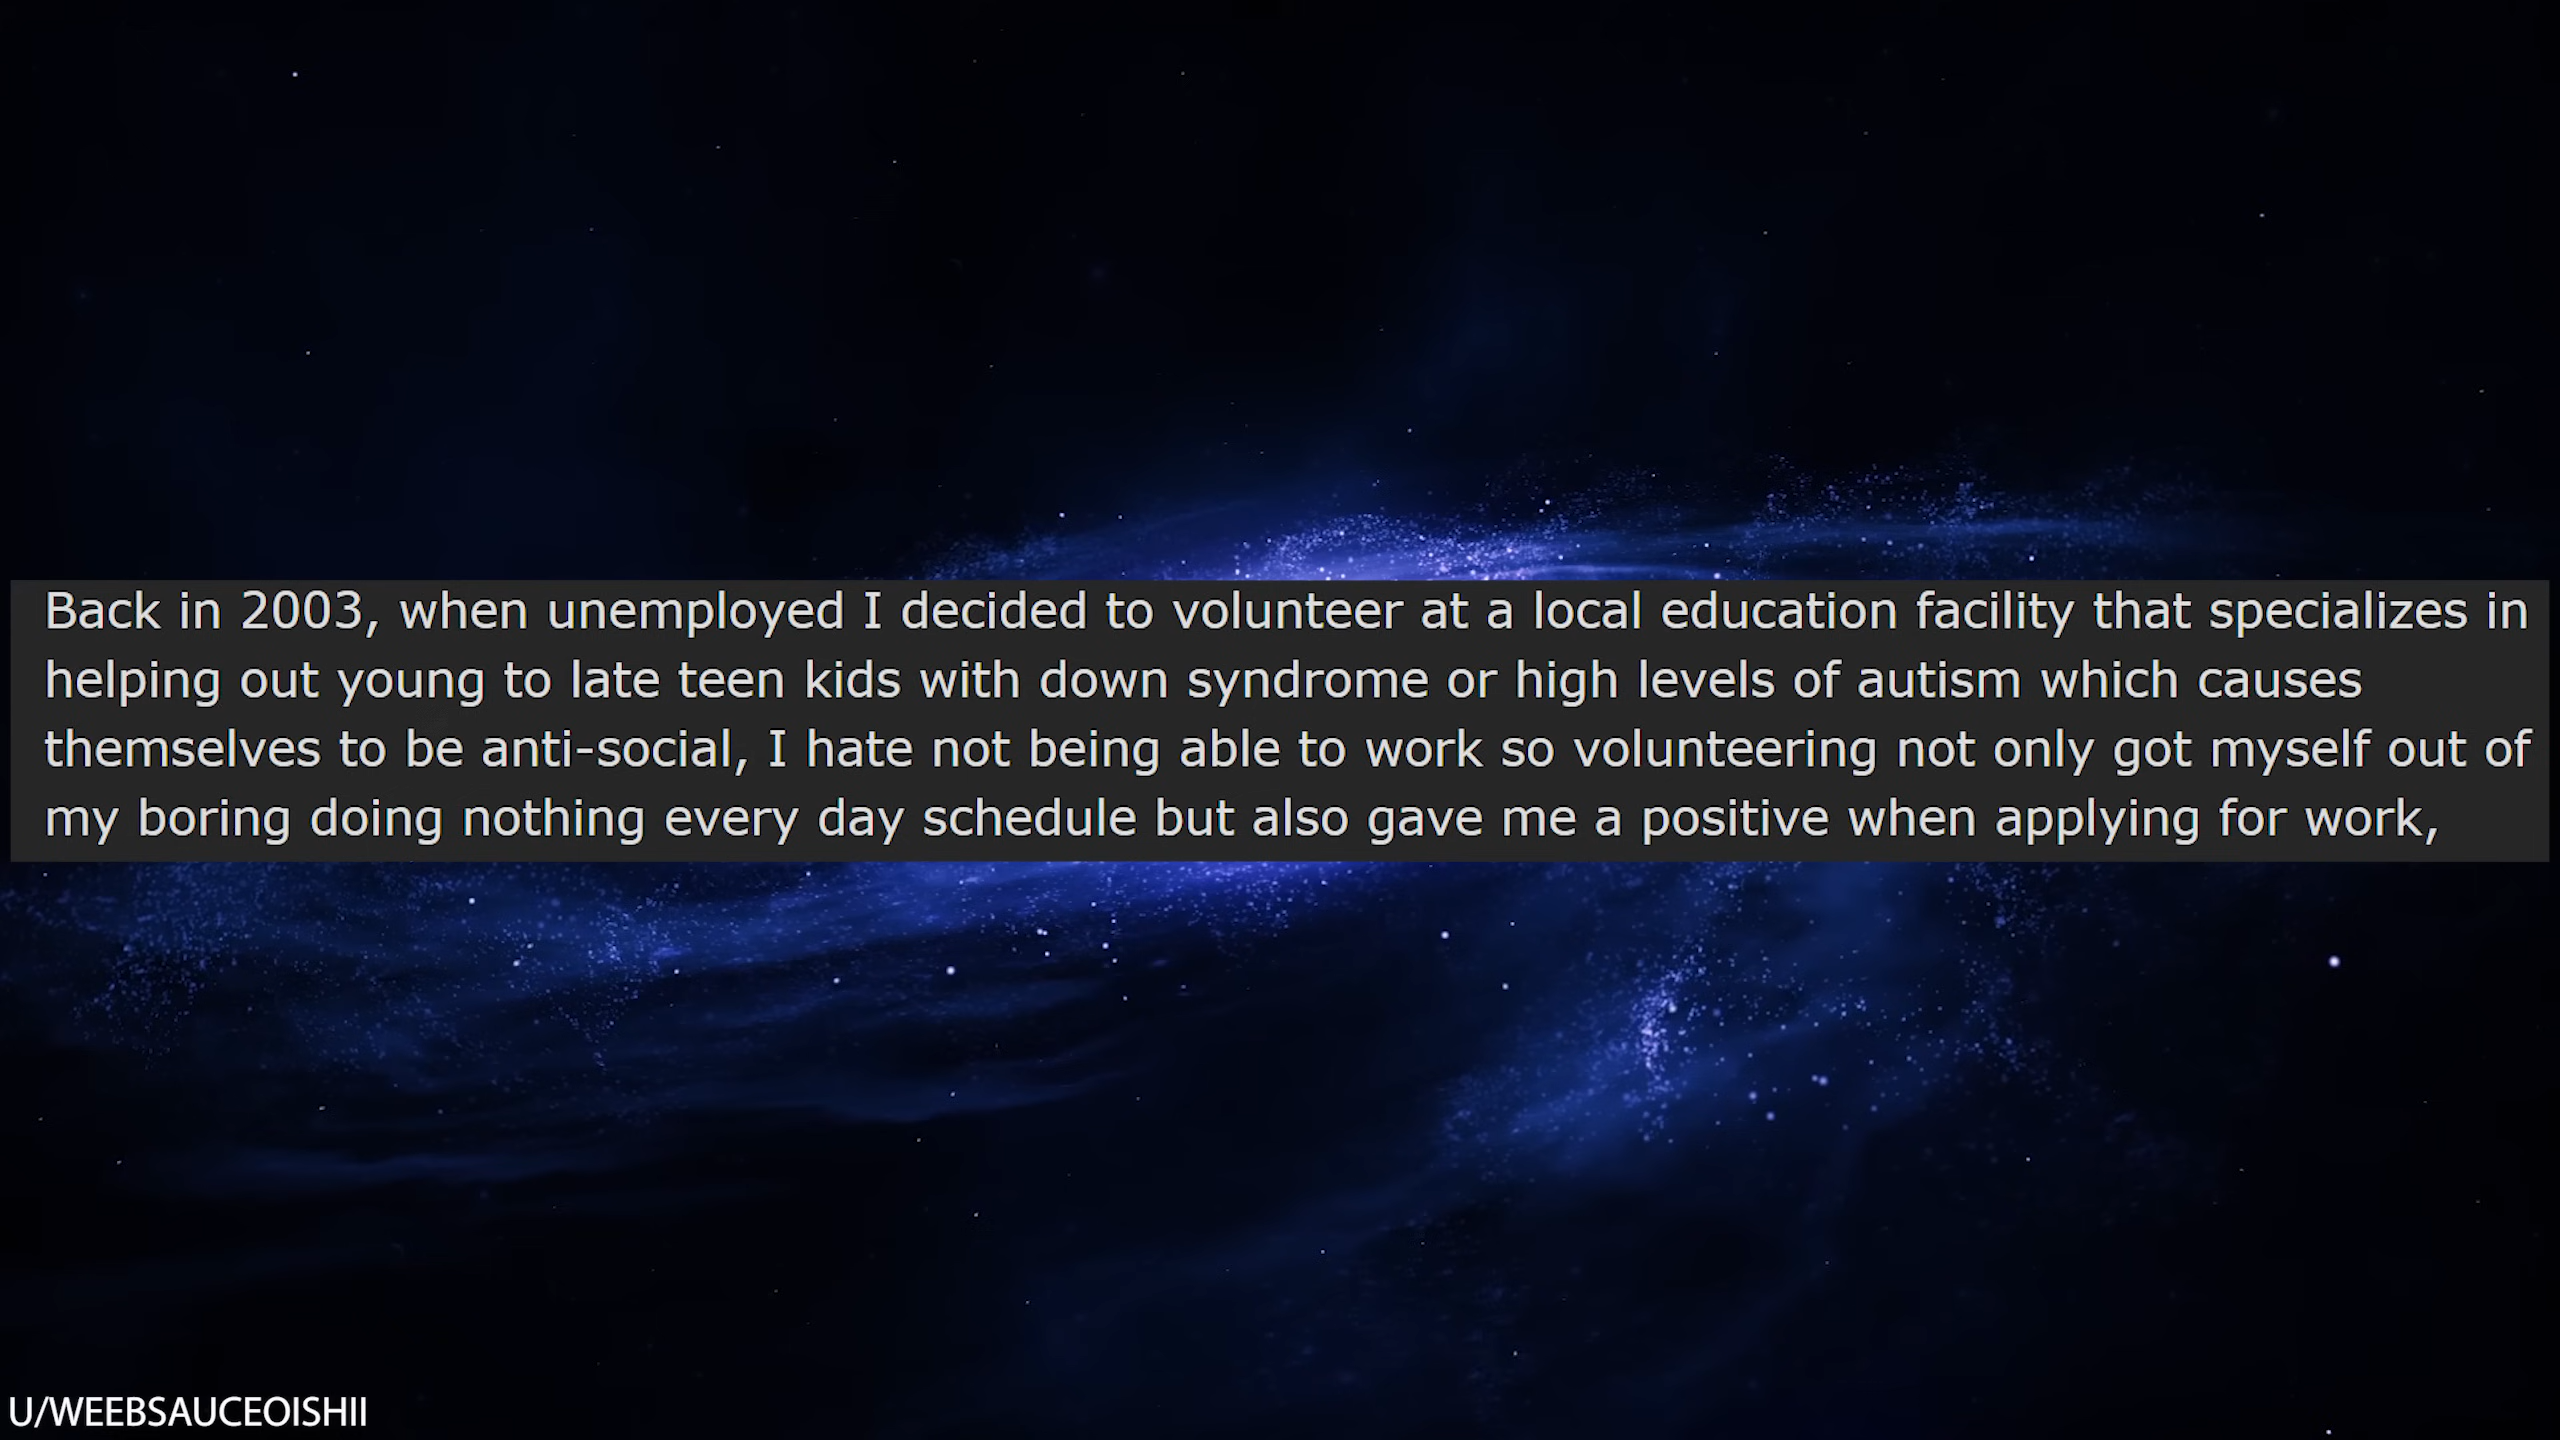 Back in 2003, when unemployed I decided to volunteer at a local education facility that specializes in
helping out young to late teen kids with down syndrome or high levels of autism which causes
themselves to be anti-social, I hate not being able to work so volunteering not only got myself out of
my boring doing nothing every day schedule but also gave me a positive when applying for work,
U/WEEBSAUCEOISHII